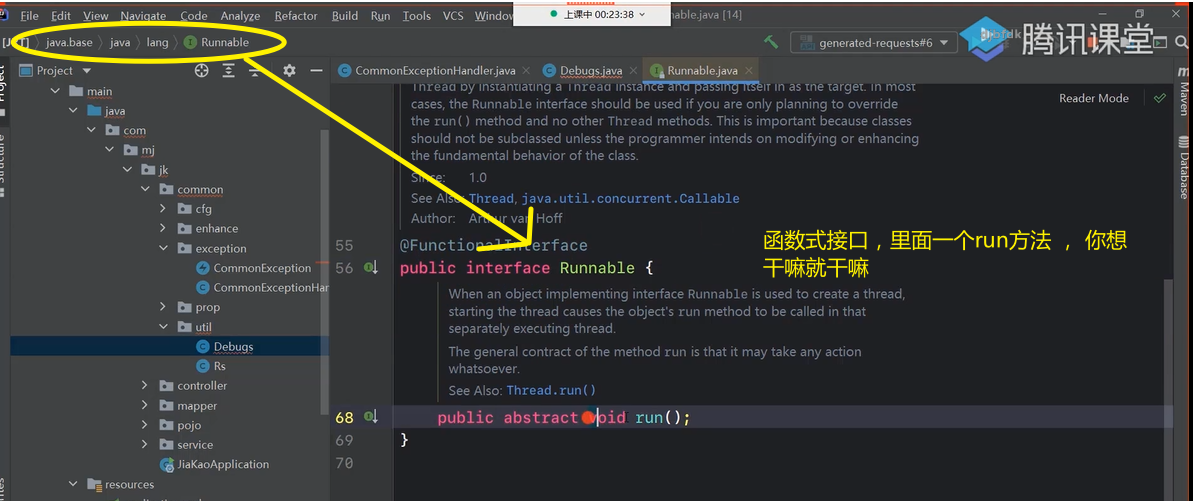 File Edit View Navigate Code Analyze Refactor Build Run Tools VCS Window
上课中 00:23:38
nable.java [14]
java.base java lang Runnable
generated-requests#6
腾讯课堂
Project
CommonExceptionHandler.java Debugs.java Runnable.java
main
java
com
mj
jk
common
cfg
enhance
exception
CommonException
CommonExceptionHan
prop
util
Debugs
Rs
controller
mapper
pojo
service
JiaKaoApplication
resources
Reader Mode
Thread by instantiating a Thread instance and passing itself in as the target. In most
cases, the Runnable interface should be used if you are only planning to override
the run() method and no other Thread methods. This is important because classes
should not be subclassed unless the programmer intends on modifying or enhancing
the fundamental behavior of the class.
Since: 1.0
See Also: Thread, java.util.concurrent.Callable
Author: Arthur van Hoff
55 @FunctionalInterface
56 public interface Runnable {
When an object implementing interface Runnable is used to create a thread,
starting the thread causes the object's run method to be called in that
separately executing thread.
The general contract of the method run is that it may take any action
whatsoever.
See Also: Thread.run()
68 public abstract void run();
69 }
70
函数式接口，里面一个run方法 ， 你想
干嘛就干嘛
Maven
Database